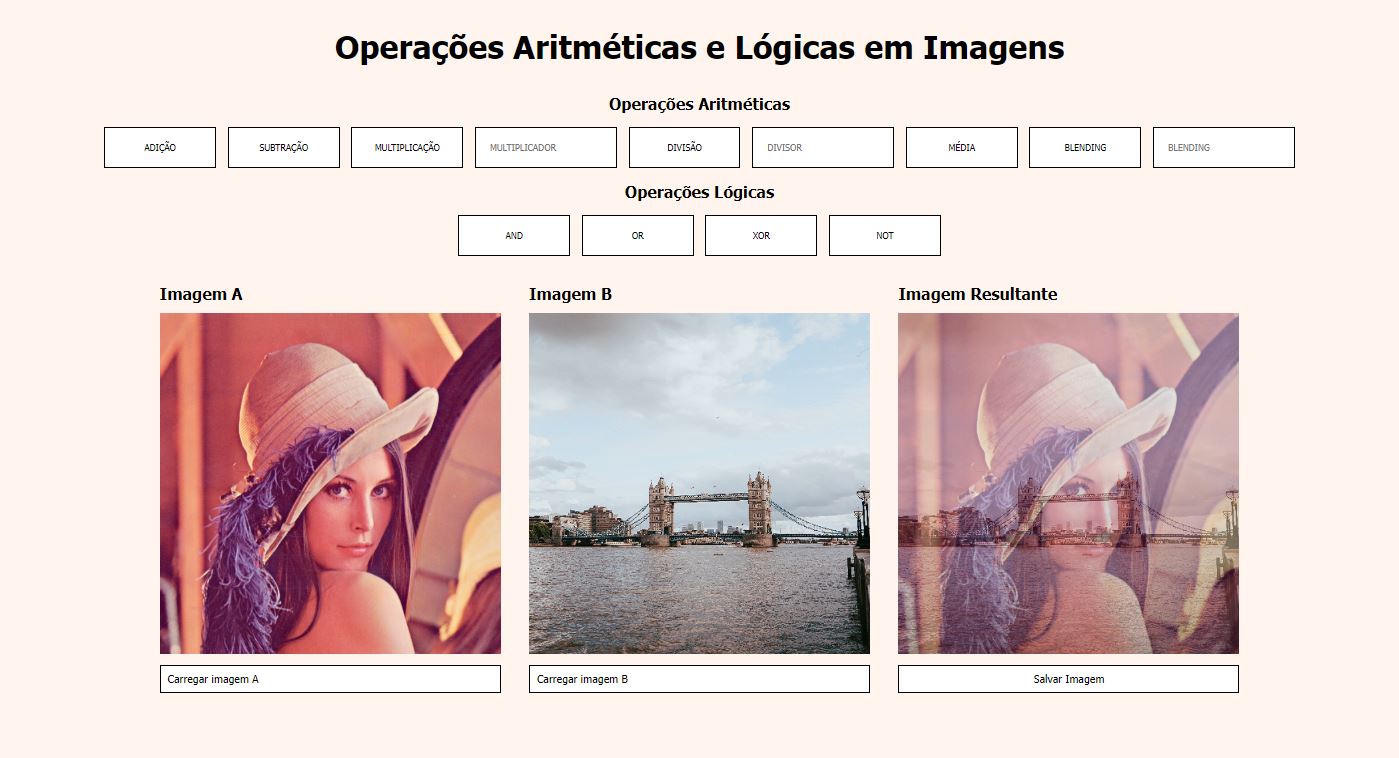 Operações Aritméticas e Lógicas em Imagens
Operações Aritméticas
ADIÇÃO SUBTRAÇÃO MULTIPLICAÇÃO MULTIPLICADOR DIVISÃO DIVISOR MÉDIA BLENDING BLENDING
Operações Lógicas
AND OR XOR NOT
Imagem A Imagem B Imagem Resultante
Carregar imagem A Carregar imagem B Salvar Imagem